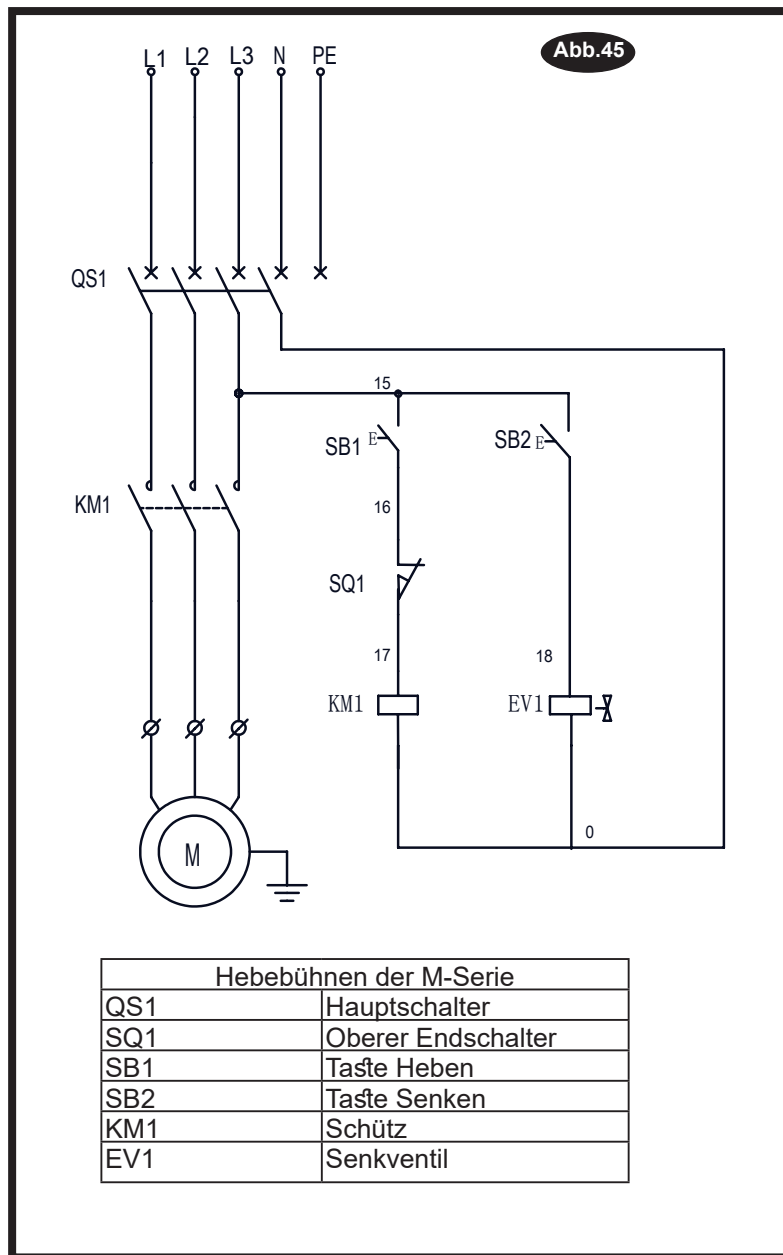 Abb.45
L1 L2 L3 N PE
QS1
15
SB1 E
SB2 E
16
KM1
SQ1
17
18
KM1
EV1
0
M
Hebebühnen der M-Serie
QS1 Hauptschalter
SQ1 Oberer Endschalter
SB1 Taste Heben
SB2 Taste Senken
KM1 Schütz
EV1 Senkventil